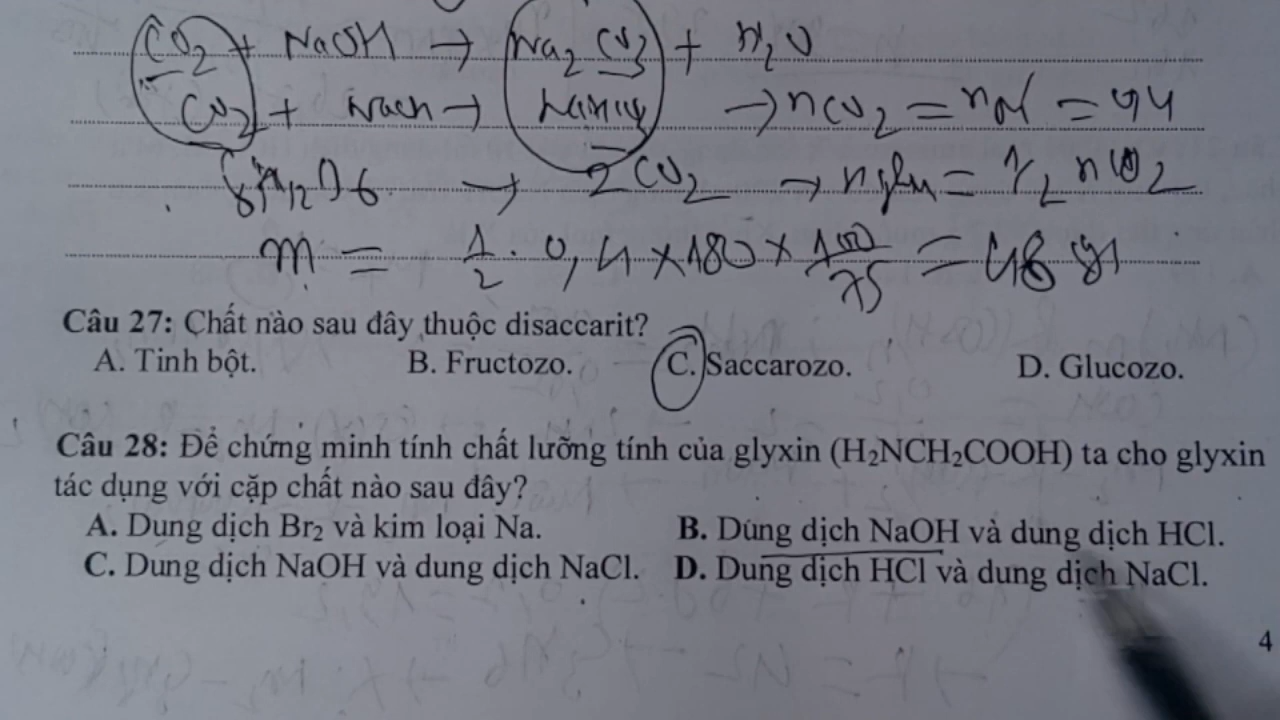 CO2 + NaOH → Na2CO3 + H2O
CO2 + NaOH → → nCO2 = = 0,4
C6H12O6 → 2CO2 → nglu = 1/2 nCO2
m = 1/2 . 0,4 x 180 x 100/75 = 48 g
Câu 27: Chất nào sau đây thuộc disaccarit?
A. Tinh bột. B. Fructozo. C. Saccarozo. D. Glucozo.
Câu 28: Để chứng minh tính chất lưỡng tính của glyxin (H2NCH2COOH) ta cho glyxin
tác dụng với cặp chất nào sau đây?
A. Dung dịch Br2 và kim loại Na. B. Dung dịch NaOH và dung dịch HCl.
C. Dung dịch NaOH và dung dịch NaCl. D. Dung dịch HCl và dung dịch NaCl.
4